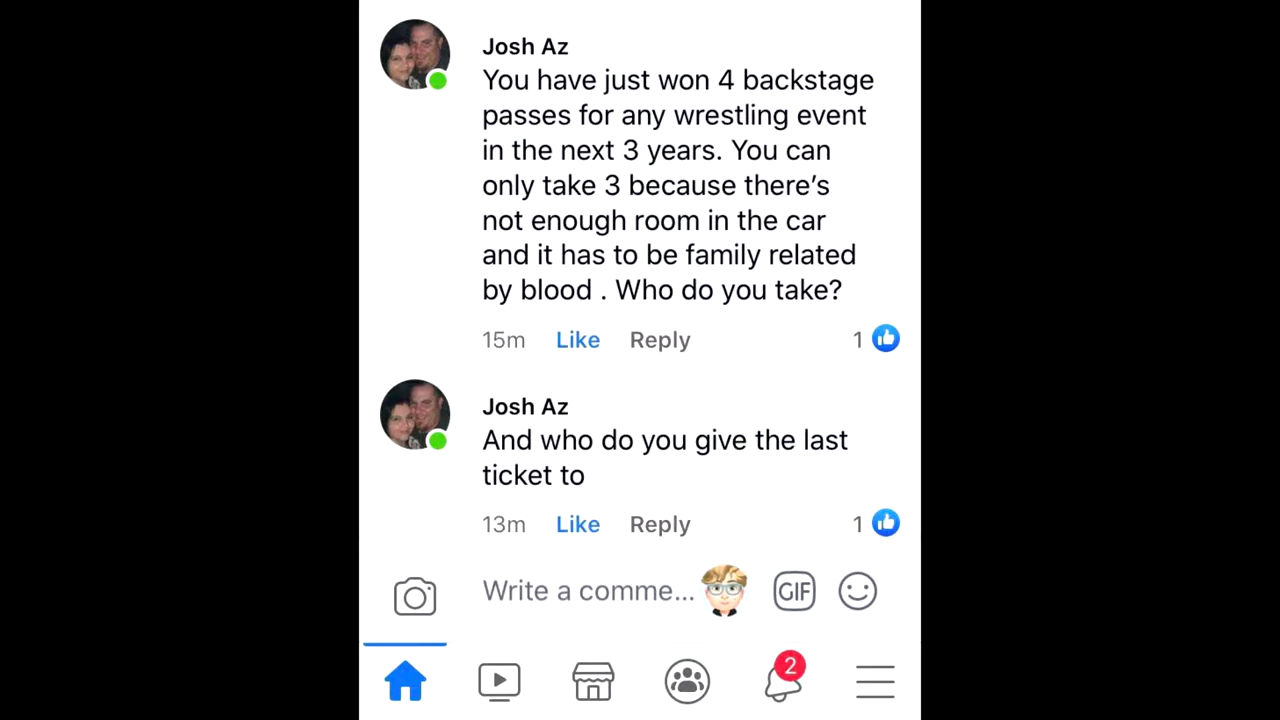 Josh Az
You have just won 4 backstage
passes for any wrestling event
in the next 3 years. You can
only take 3 because there's
not enough room in the car
and it has to be family related
by blood . Who do you take?
15m Like Reply 1
Josh Az
And who do you give the last
ticket to
13m Like Reply 1
Write a comme... GIF
2